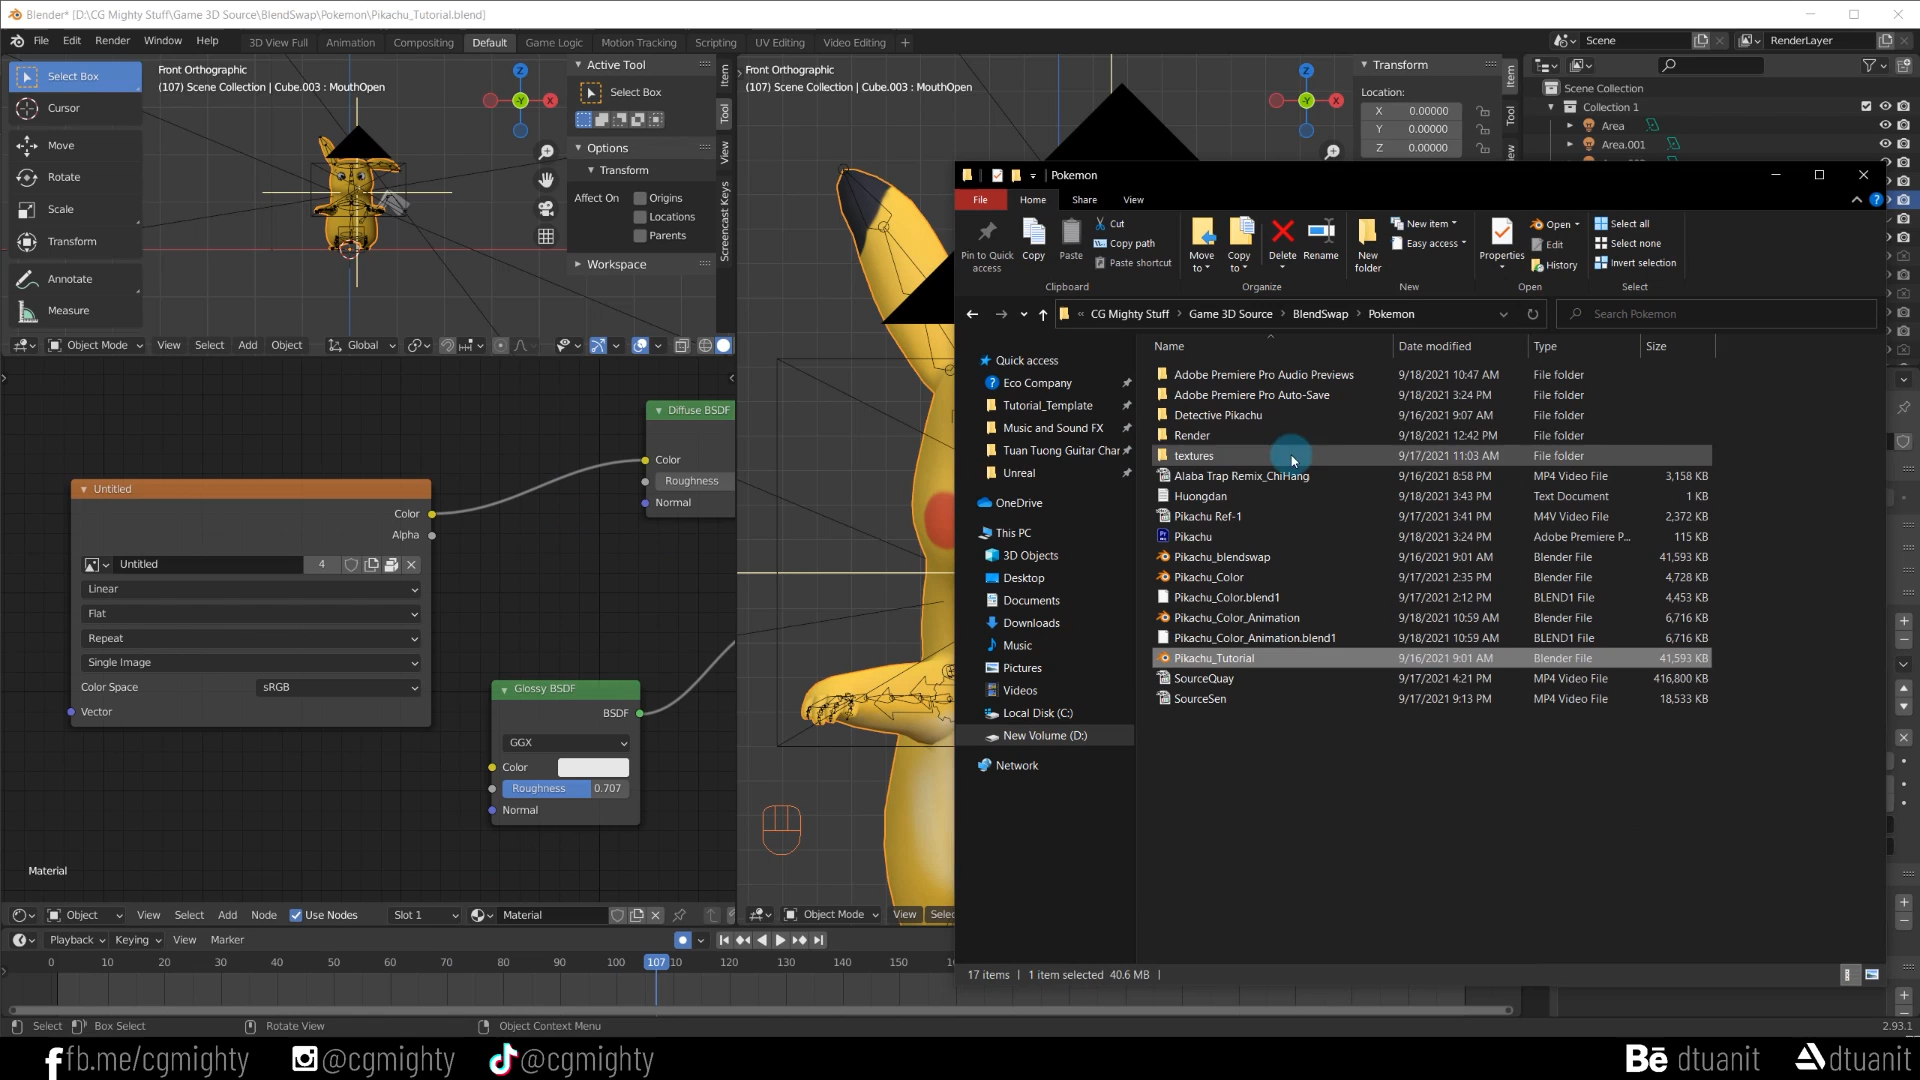 Blender* [D:\CG Mighty Stuff\Game 3D Source\BlendSwap\Pokemon\Pikachu_Tutorial.blend]
File Edit Render Window Help 3D View Full Animation Compositing Default Game Logic Motion Tracking Scripting UV Editing Video Editing + Scene RenderLayer
Select Box
Cursor
Move
Rotate
Scale
Transform
Annotate
Measure
Front Orthographic
(107) Scene Collection | Cube.003 : MouthOpen
Z
X
-Y
Active Tool
Select Box
Options
Transform
Affect On Origins
Locations
Parents
Workspace
Item
Tool
View
Screencast Keys
Front Orthographic
(107) Scene Collection | Cube.003 : MouthOpen
Z
X
-Y
Transform
Location:
X 0.00000
Y 0.00000
Z 0.00000
Item
Tool
Scene Collection
Collection 1
Area
Area.001
Object Mode View Select Add Object Global
Diffuse BSDF
Color
Roughness
Normal
Untitled
Color
Alpha
Untitled 4
Linear
Flat
Repeat
Single Image
Color Space sRGB
Vector
Glossy BSDF
BSDF
GGX
Color
Roughness 0.707
Normal
Material
Object View Select Add Node Use Nodes Slot 1 Material
Object Mode View
Pokemon
File Home Share View
Pin to Quick access
Copy
Paste
Cut
Copy path
Paste shortcut
Clipboard
Move to
Copy to
Delete
Rename
Organize
New folder
New item
Easy access
New
Properties
Open
Edit
History
Open
Select all
Select none
Invert selection
Select
« CG Mighty Stuff > Game 3D Source > BlendSwap > Pokemon
Search Pokemon
Quick access
Eco Company
Tutorial_Template
Music and Sound FX
Tuan Tuong Guitar Char
Unreal
OneDrive
This PC
3D Objects
Desktop
Documents
Downloads
Music
Pictures
Videos
Local Disk (C:)
New Volume (D:)
Network
Name Date modified Type Size
Adobe Premiere Pro Audio Previews 9/18/2021 10:47 AM File folder
Adobe Premiere Pro Auto-Save 9/18/2021 3:24 PM File folder
Detective Pikachu 9/16/2021 9:07 AM File folder
Render 9/18/2021 12:42 PM File folder
textures 9/17/2021 11:03 AM File folder
Alaba Trap Remix_ChiHang 9/16/2021 8:58 PM MP4 Video File 3,158 KB
Huongdan 9/18/2021 3:43 PM Text Document 1 KB
Pikachu Ref-1 9/17/2021 3:41 PM M4V Video File 2,372 KB
Pikachu 9/18/2021 3:24 PM Adobe Premiere P... 115 KB
Pikachu_blendswap 9/16/2021 9:01 AM Blender File 41,593 KB
Pikachu_Color 9/17/2021 2:35 PM Blender File 4,728 KB
Pikachu_Color.blend1 9/17/2021 2:12 PM BLEND1 File 4,453 KB
Pikachu_Color_Animation 9/18/2021 10:59 AM Blender File 6,716 KB
Pikachu_Color_Animation.blend1 9/18/2021 10:59 AM BLEND1 File 6,716 KB
Pikachu_Tutorial 9/16/2021 9:01 AM Blender File 41,593 KB
SourceQuay 9/17/2021 4:21 PM MP4 Video File 416,800 KB
SourceSen 9/17/2021 9:13 PM MP4 Video File 18,533 KB
17 items | 1 item selected 40.6 MB |
Playback Keying View Marker
0 10 20 30 40 50 60 70 80 90 100 107 110 120 130 140 150
Select Box Select Rotate View Object Context Menu 2.93.1
fb.me/cgmighty @cgmighty @cgmighty Bē dtuanit dtuanit